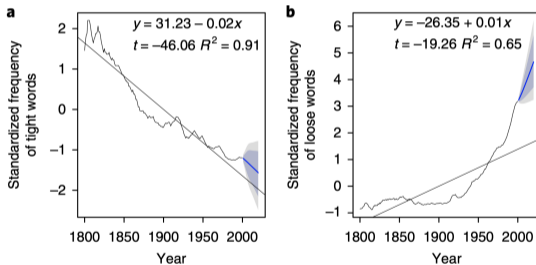 a
y = 31.23 – 0.02x
t = –46.06 R² = 0.91
Standardized frequency
of tight words
2
1
0
–1
–2
1800 1850 1900 1950 2000
Year
b
y = –26.35 + 0.01x
t = –19.26 R² = 0.65
Standardized frequency
of loose words
6
5
4
3
2
1
0
–1
1800 1850 1900 1950 2000
Year